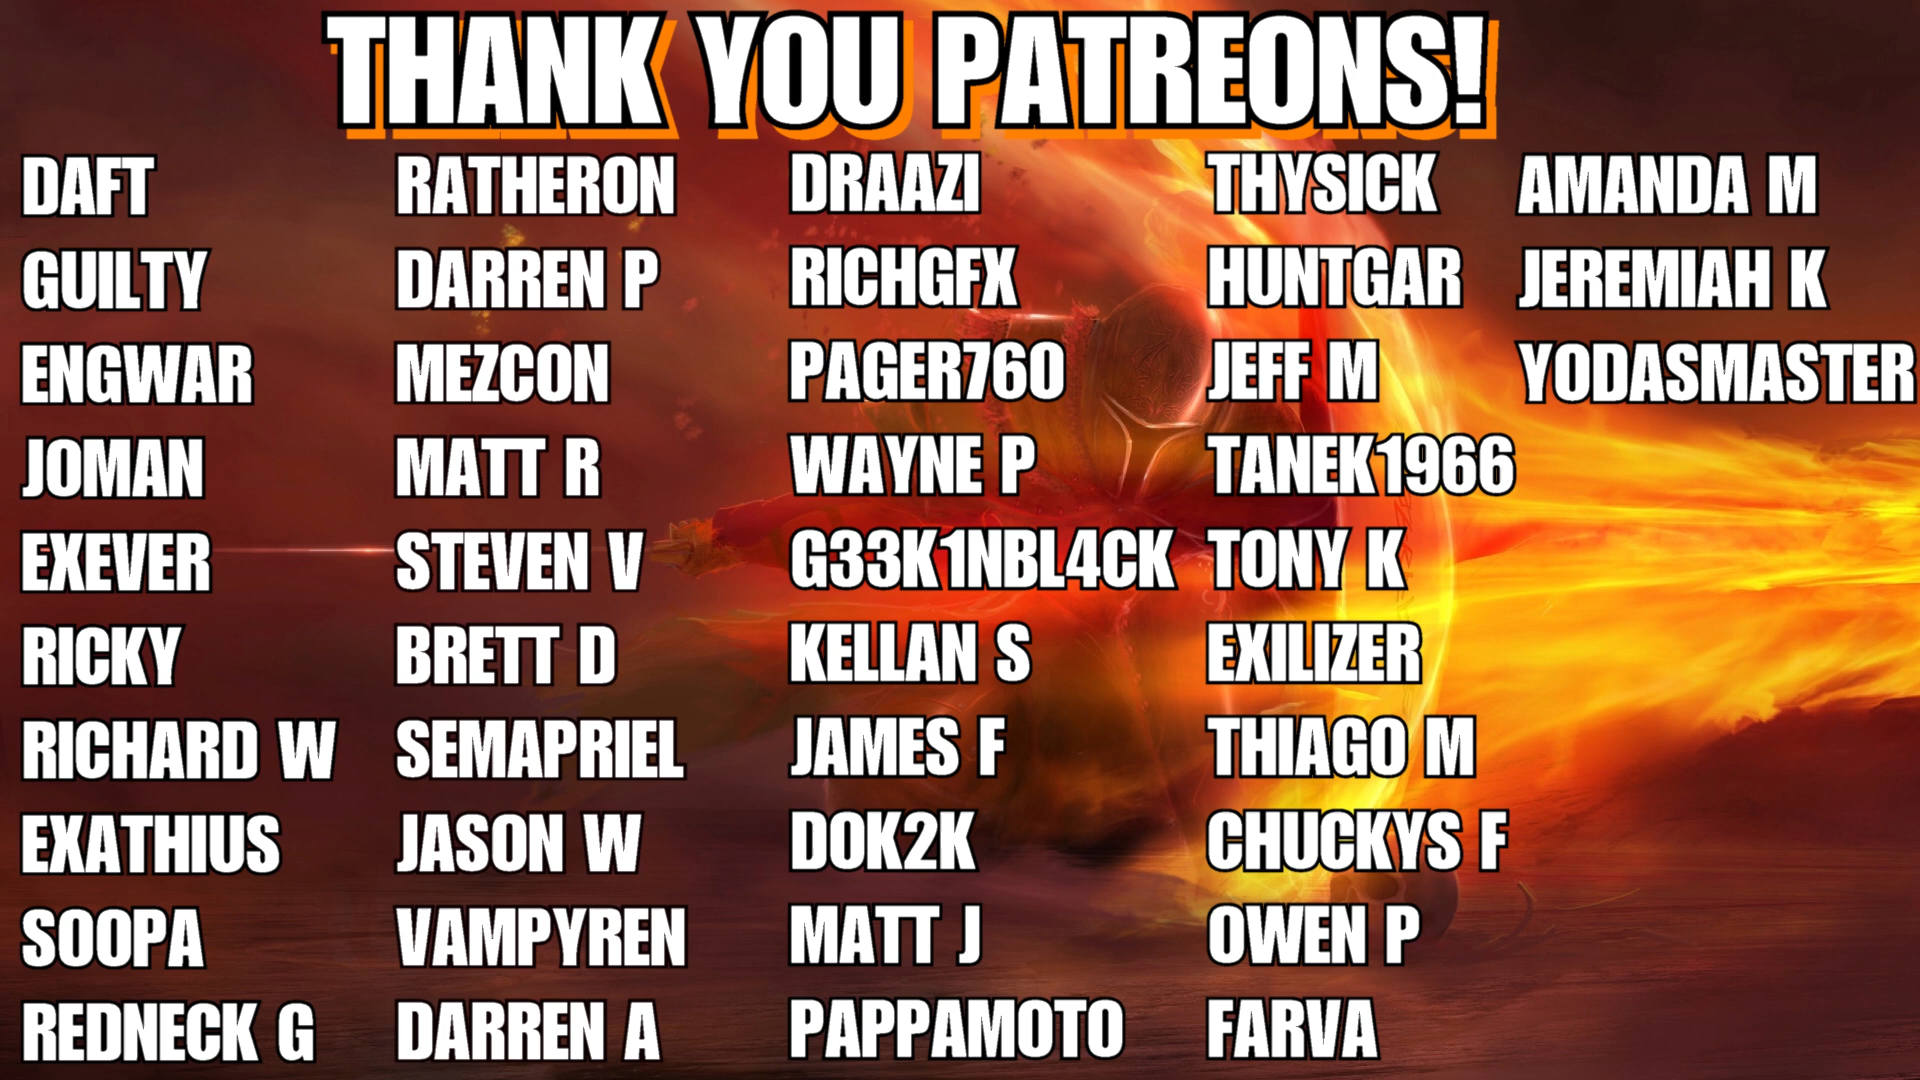 THANK YOU PATREONS!
DAFT
GUILTY
ENGWAR
JOMAN
EXEVER
RICKY
RICHARD W
EXATHIUS
SOOPA
REDNECK G
RATHERON
DARREN P
MEZCON
MATT R
STEVEN V
BRETT D
SEMAPRIEL
JASON W
VAMPYREN
DARREN A
DRAAZI
RICHGFX
PAGER760
WAYNE P
G33K1NBL4CK
KELLAN S
JAMES F
DOK2K
MATT J
PAPPAMOTO
THYSICK
HUNTGAR
JEFF M
TANEK1966
TONY K
EXILIZER
THIAGO M
CHUCKYS F
OWEN P
FARVA
AMANDA M
JEREMIAH K
YODASMASTER